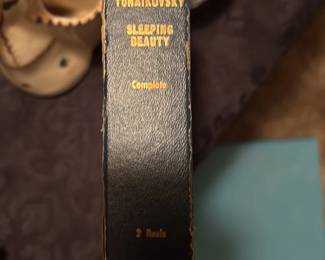 TCHAIKOVSKY
SLEEPING
BEAUTY
Complete
2 Reels